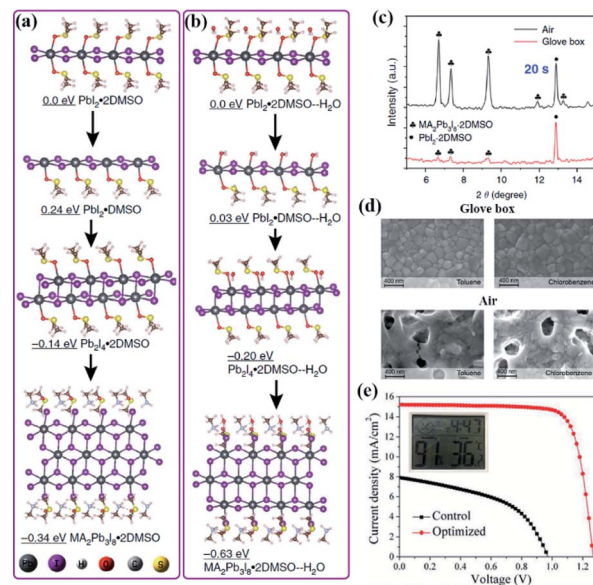 (a)
0.0 eV PbI₂•2DMSO
0.24 eV PbI₂•DMSO
−0.14 eV Pb₂I₄•2DMSO
−0.34 eV MA₂Pb₃I₈•2DMSO
Pb I H O C S
(b)
0.0 eV PbI₂•2DMSO--H₂O
0.03 eV PbI₂•DMSO--H₂O
−0.20 eV
Pb₂I₄•2DMSO--H₂O
−0.63 eV
MA₂Pb₃I₈•2DMSO--H₂O
(c)
Air
Glove box
20 s
♣ MA₂Pb₃I₈·2DMSO
• PbI₂·2DMSO
Intensity (a.u.)
6 8 10 12 14
2 θ (degree)
(d)
Glove box
400 nm Toluene
400 nm Chlorobenzene
Air
400 nm Toluene
400 nm Chlorobenzene
(e)
Current density (mA/cm²)
16
14
12
10
8
6
4
2
0
4:47
91% 36°C
Control
Optimized
0.0 0.2 0.4 0.6 0.8 1.0 1.2
Voltage (V)